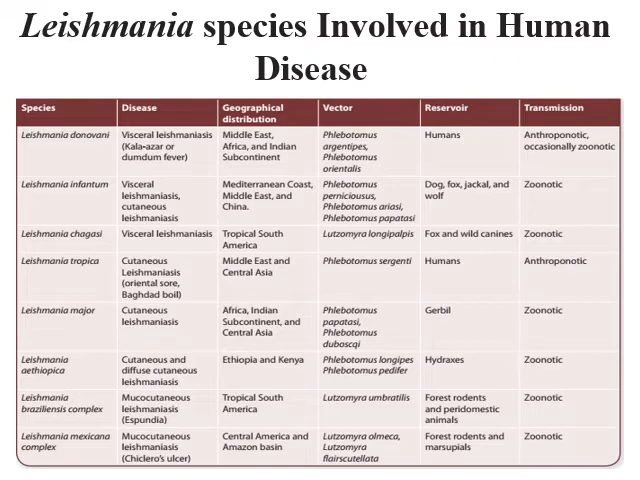 Leishmania species Involved in Human
Disease
Species Disease Geographical distribution Vector Reservoir Transmission
Leishmania donovani Visceral leishmaniasis (Kala-azar or dumdum fever) Middle East, Africa, and Indian Subcontinent Phlebotomus argentipes, Phlebotomus orientalis Humans Anthroponotic, occasionally zoonotic
Leishmania infantum Visceral leishmaniasis, cutaneous leishmaniasis Mediterranean Coast, Middle East, and China. Phlebotomus perniciousus, Phlebotomus ariasi, Phlebotomus papatasi Dog, fox, jackal, and wolf Zoonotic
Leishmania chagasi Visceral leishmaniasis Tropical South America Lutzomyra longipalpis Fox and wild canines Zoonotic
Leishmania tropica Cutaneous Leishmaniasis (oriental sore, Baghdad boil) Middle East and Central Asia Phlebotomus sergenti Humans Anthroponotic
Leishmania major Cutaneous leishmaniasis Africa, Indian Subcontinent, and Central Asia Phlebotomus papatasi, Phlebotomus duboscqi Gerbil Zoonotic
Leishmania aethiopica Cutaneous and diffuse cutaneous leishmaniasis Ethiopia and Kenya Phlebotomus longipes Phlebotomus pedifer Hydraxes Zoonotic
Leishmania braziliensis complex Mucocutaneous leishmaniasis (Espundia) Tropical South America Lutzomyra umbratilis Forest rodents and peridomestic animals Zoonotic
Leishmania mexicana complex Mucocutaneous leishmaniasis (Chiclero's ulcer) Central America and Amazon basin Lutzomyra olmeca, Lutzomyra flairscutellata Forest rodents and marsupials Zoonotic